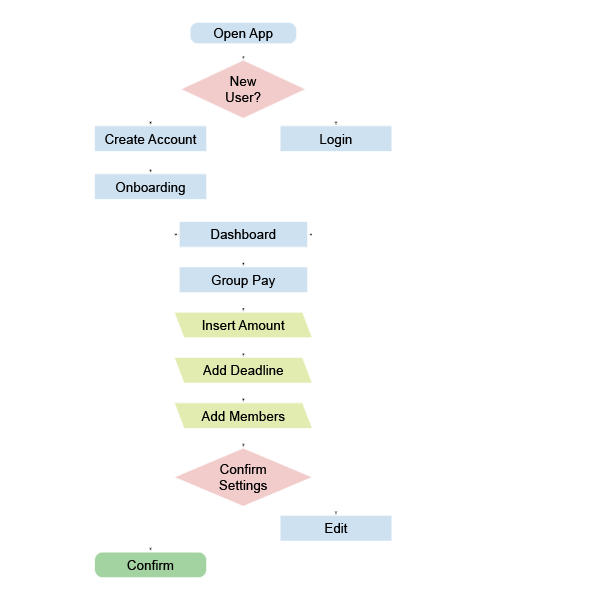 Open App
New
User?
Create Account
Login
Onboarding
Dashboard
Group Pay
Insert Amount
Add Deadline
Add Members
Confirm
Settings
Edit
Confirm